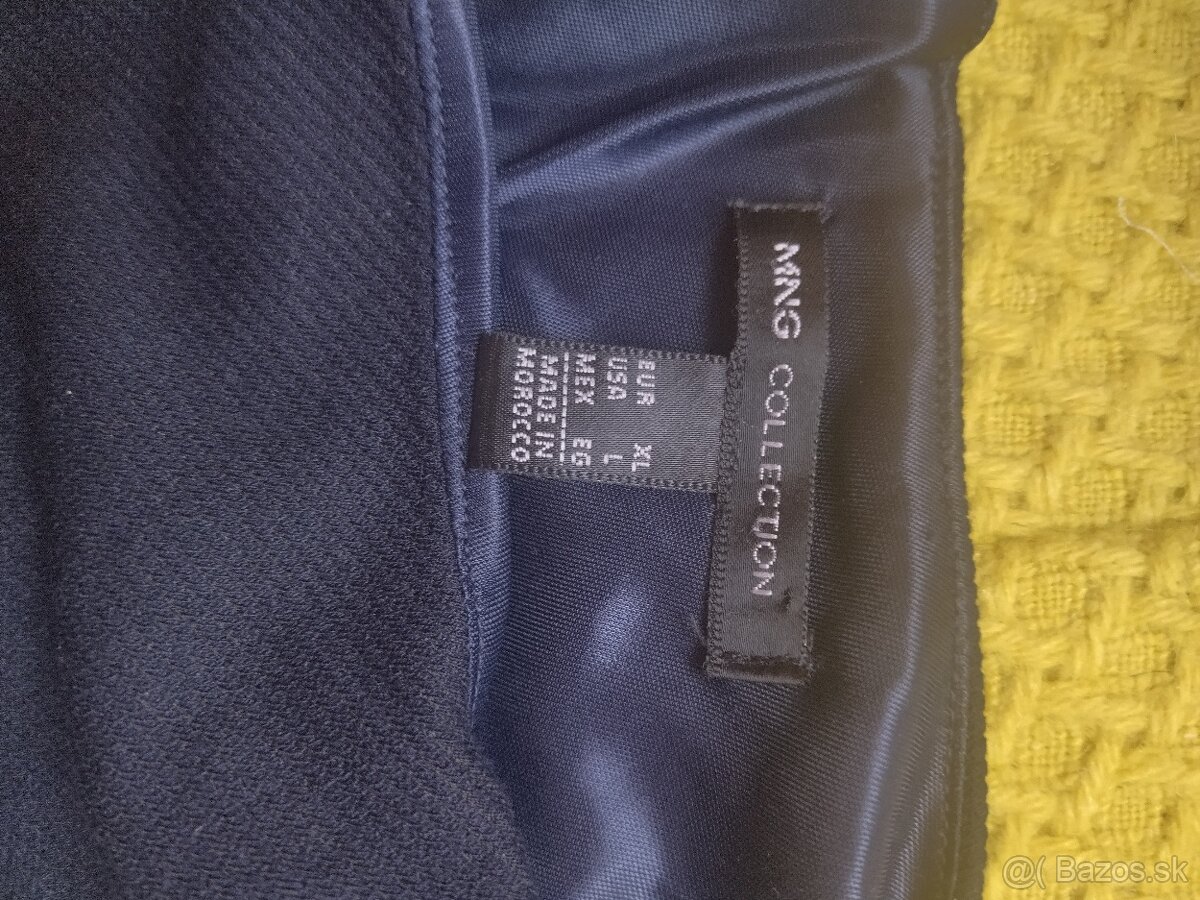 MNG COLLECTION
EUR XL
USA L
MEX EG
MADE IN
MOROCCO
@( Bazos.sk